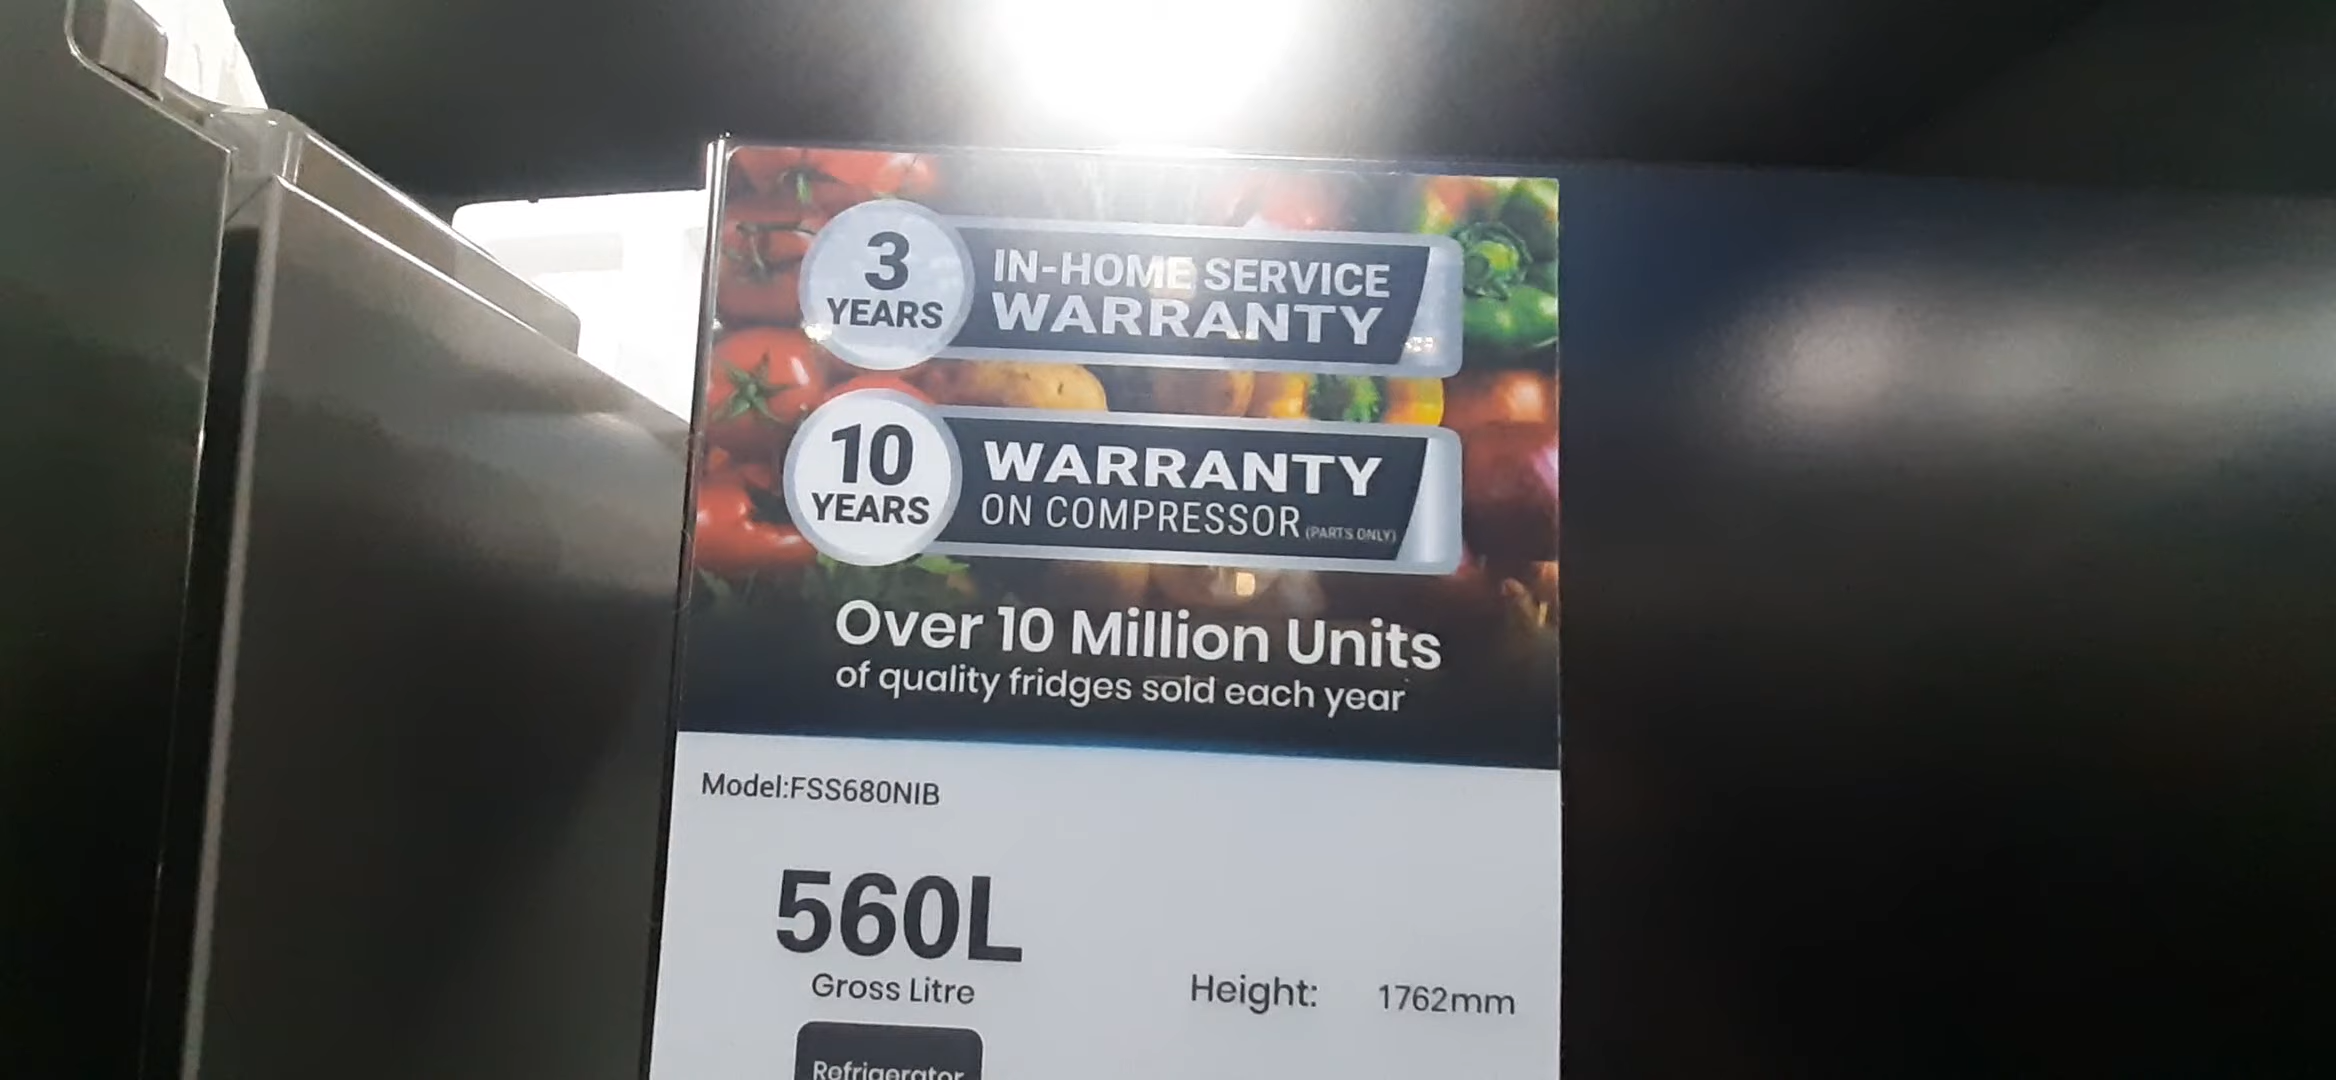 3
YEARS
IN-HOME SERVICE
WARRANTY
10
YEARS
WARRANTY
ON COMPRESSOR (PARTS ONLY)
Over 10 Million Units
of quality fridges sold each year
Model:FSS680NIB
560L
Gross Litre
Height: 1762mm
Refrigerator